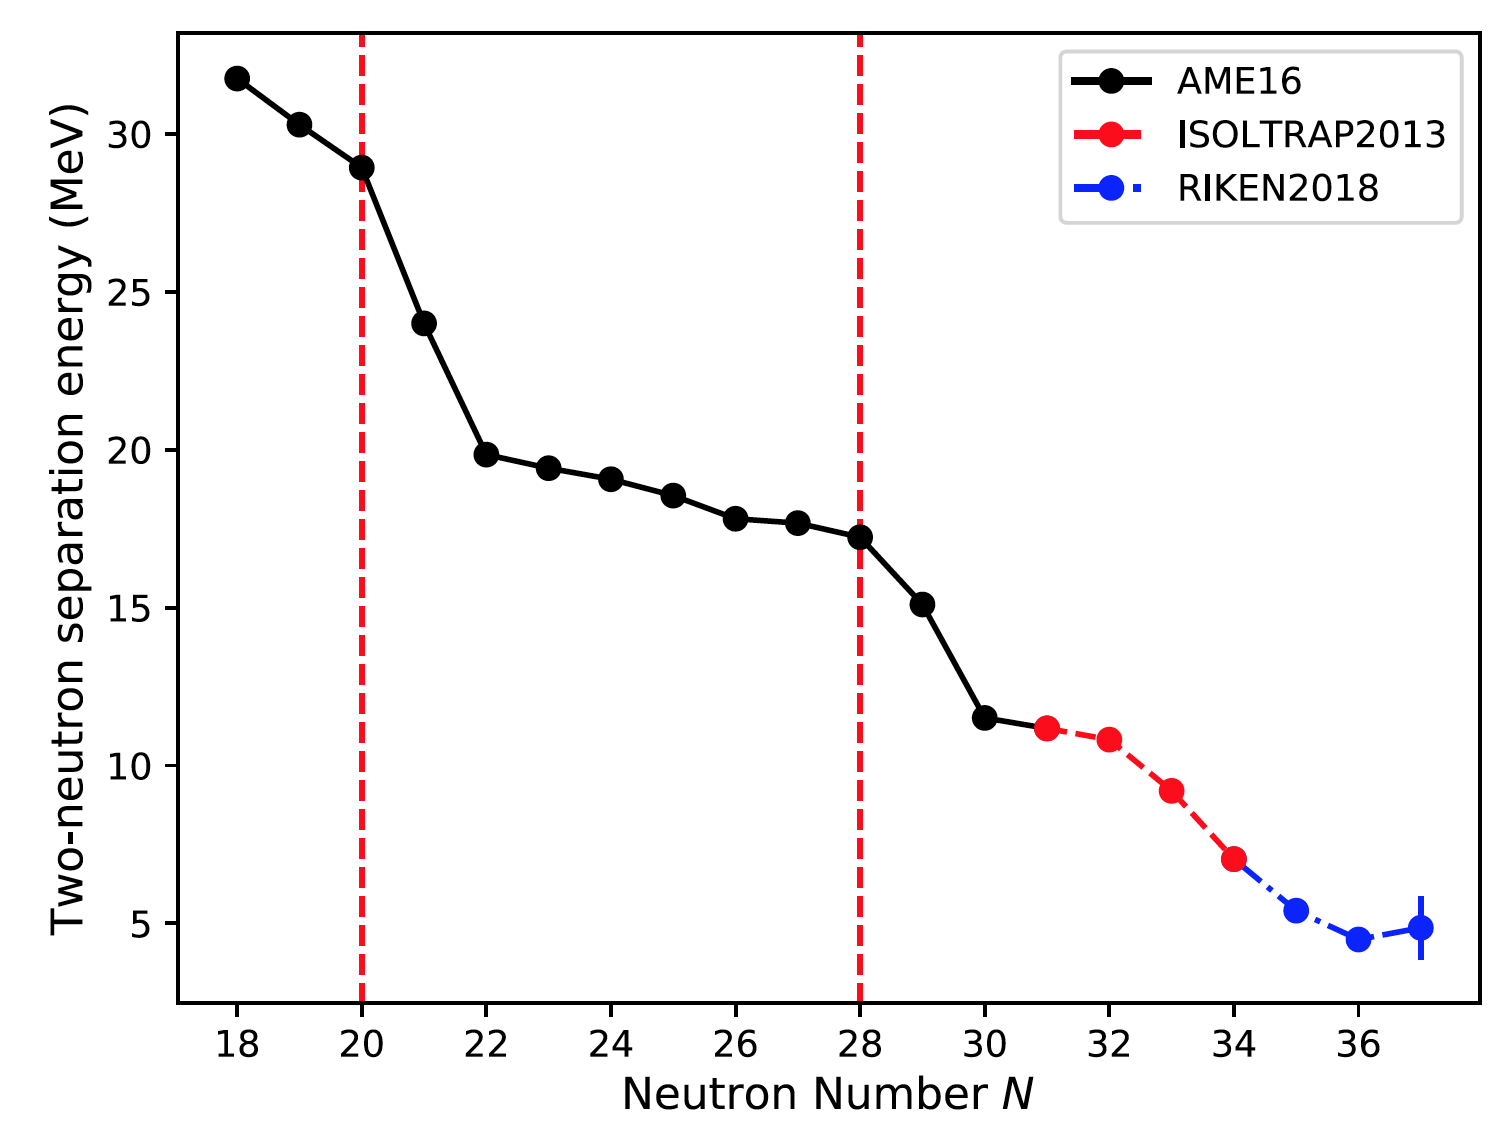 AME16
ISOLTRAP2013
RIKEN2018
Two-neutron separation energy (MeV)
30
25
20
15
10
5
18 20 22 24 26 28 30 32 34 36
Neutron Number N